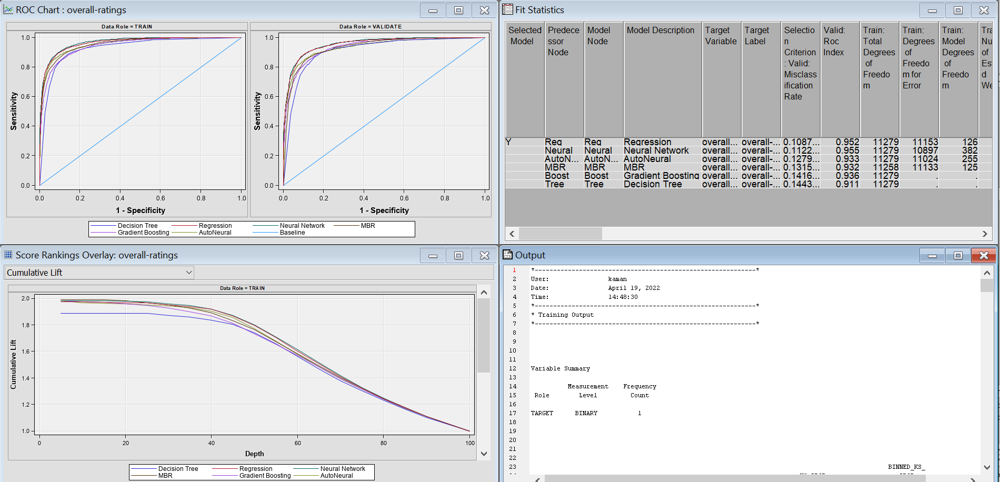 ROC Chart : overall-ratings
Data Role = TRAIN
Data Role = VALIDATE
Sensitivity
1.0
0.8
0.6
0.4
0.2
0.0
0.0 0.2 0.4 0.6 0.8 1.0
1 - Specificity
Sensitivity
1.0
0.8
0.6
0.4
0.2
0.0
0.0 0.2 0.4 0.6 0.8 1.0
1 - Specificity
Decision Tree Regression Neural Network MBR
Gradient Boosting AutoNeural Baseline
Fit Statistics
Selected Model
Predecessor Node
Model Node
Model Description
Target Variable
Target Label
Selection Criterion: Valid: Misclassification Rate
Valid: Roc Index
Train: Total Degrees of Freedom
Train: Degrees of Freedom for Error
Train: Model Degrees of Freedom
Y Reg Reg Regression overall... overall-... 0.1087... 0.952 11279 11153 126
Neural Neural Neural Network overall... overall-... 0.1122... 0.955 11279 10897 382
AutoN... AutoN... AutoNeural overall... overall-... 0.1279... 0.933 11279 11024 255
MBR MBR MBR overall... overall-... 0.1315... 0.932 11258 11133 125
Boost Boost Gradient Boosting overall... overall-... 0.1416... 0.936 11279 . .
Tree Tree Decision Tree overall... overall-... 0.1443... 0.911 11279 . .
Score Rankings Overlay: overall-ratings
Cumulative Lift
Data Role = TRAIN
Cumulative Lift
2.0
1.8
1.6
1.4
1.2
1.0
0 20 40 60 80 100
Depth
Decision Tree Regression Neural Network
MBR Gradient Boosting AutoNeural
Output
1 *------------------------------------------------------------*
2 User: kaman
3 Date: April 19, 2022
4 Time: 14:48:30
5 *------------------------------------------------------------*
6 * Training Output
7 *------------------------------------------------------------*
8
9
10
11
12 Variable Summary
13
14 Measurement Frequency
15 Role Level Count
16
17 TARGET BINARY 1
18
19
20
21
22
23 BINNED_KS_